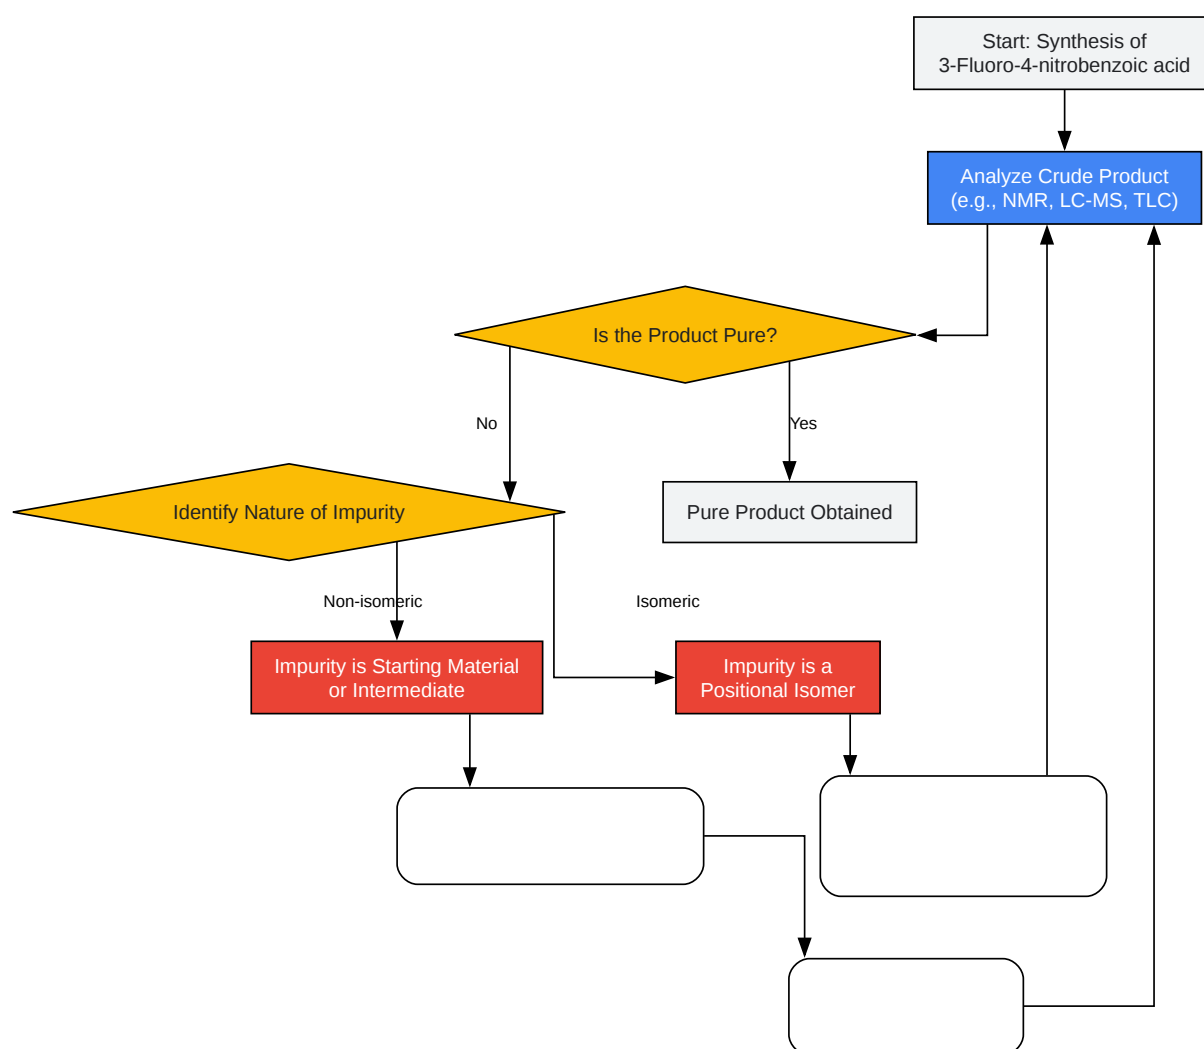 Start: Synthesis of
3-Fluoro-4-nitrobenzoic acid
Analyze Crude Product
(e.g., NMR, LC-MS, TLC)
Is the Product Pure?
No
Yes
Identify Nature of Impurity
Pure Product Obtained
Non-isomeric
Isomeric
Impurity is Starting Material
or Intermediate
Impurity is a
Positional Isomer